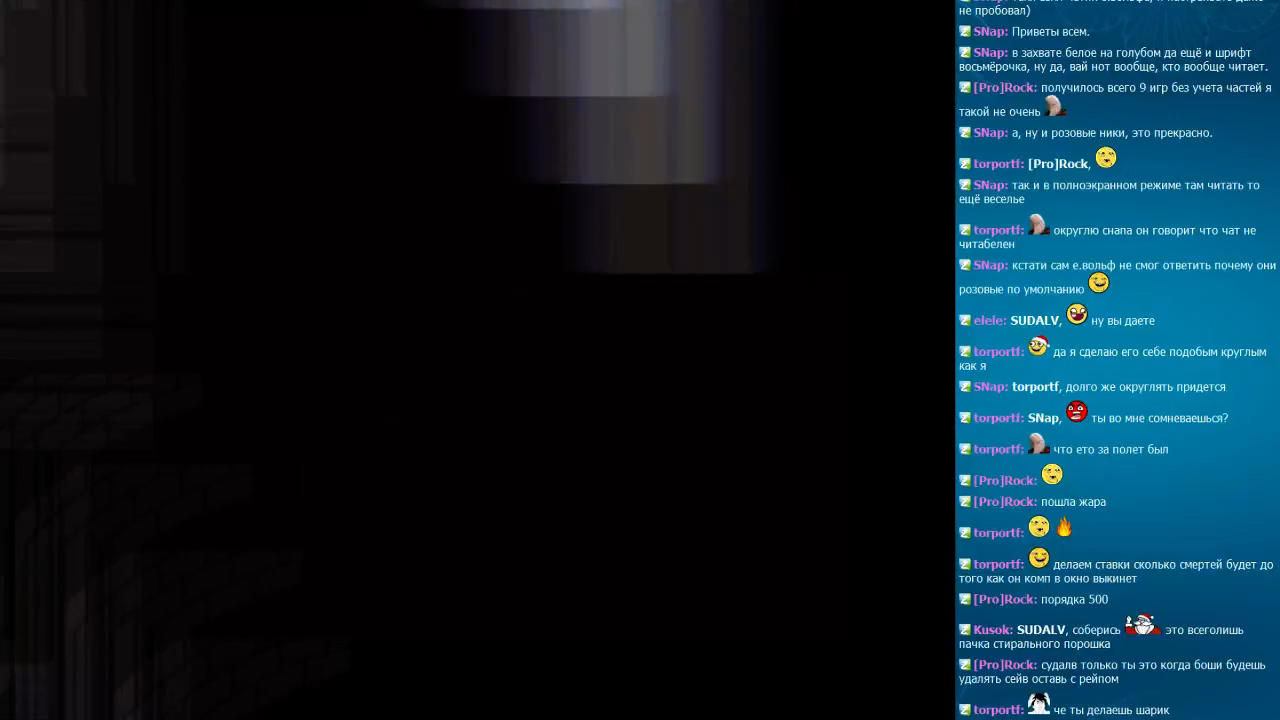 не пробовал)
SNap: Приветы всем.
SNap: в захвате белое на голубом да ещё и шрифт
восьмёрочка, ну да, вай нот вообще, кто вообще читает.
[Pro]Rock: получилось всего 9 игр без учета частей я
такой не очень
SNap: а, ну и розовые ники, это прекрасно.
torportf: [Pro]Rock,
SNap: так и в полноэкранном режиме там читать то
ещё веселье
torportf: округлю снапа он говорит что чат не
читабелен
SNap: кстати сам е.вольф не смог ответить почему они
розовые по умолчанию
elele: SUDALV, ну вы даете
torportf: да я сделаю его себе подобым круглым
как я
SNap: torportf, долго же округлять придется
torportf: SNap, ты во мне сомневаешься?
torportf: что ето за полет был
[Pro]Rock:
[Pro]Rock: пошла жара
torportf:
torportf: делаем ставки сколько смертей будет до
того как он комп в окно выкинет
[Pro]Rock: порядка 500
Kusok: SUDALV, соберись это всеголишь
пачка стирального порошка
[Pro]Rock: судалв только ты это когда боши будешь
удалять сейв оставь с рейпом
torportf: че ты делаешь шарик